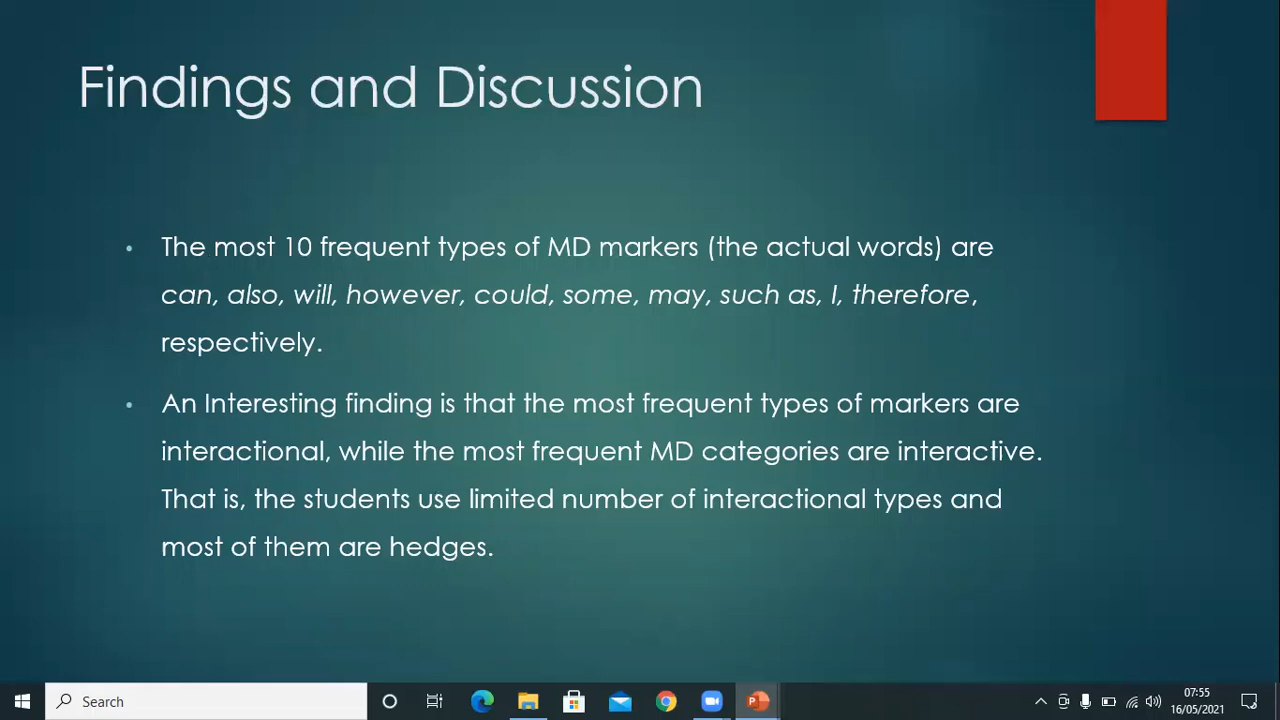 Findings and Discussion
• The most 10 frequent types of MD markers (the actual words) are
can, also, will, however, could, some, may, such as, I, therefore,
respectively.
• An Interesting finding is that the most frequent types of markers are
interactional, while the most frequent MD categories are interactive.
That is, the students use limited number of interactional types and
most of them are hedges.
Search
07:55
16/05/2021